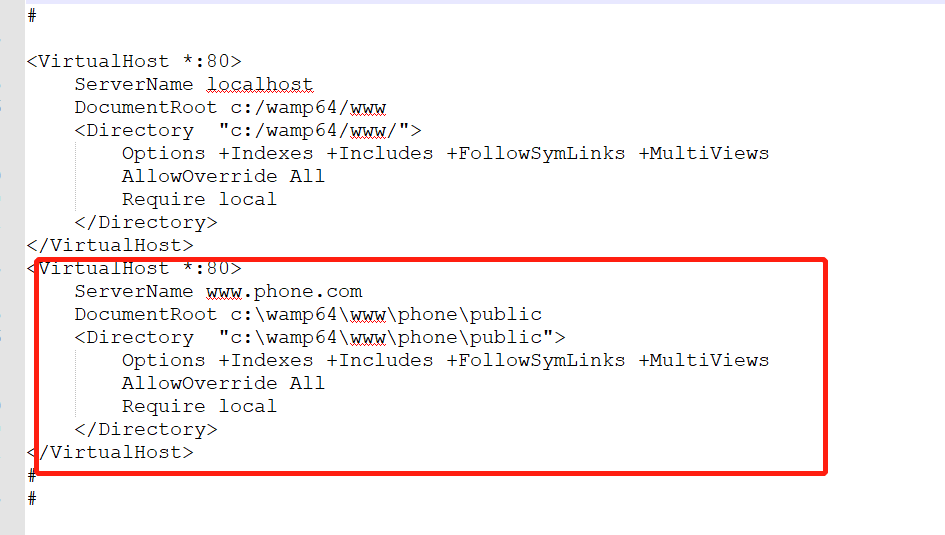 #
<VirtualHost *:80>
ServerName localhost
DocumentRoot c:/wamp64/www
<Directory  "c:/wamp64/www/">
Options +Indexes +Includes +FollowSymLinks +MultiViews
AllowOverride All
Require local
</Directory>
</VirtualHost>
<VirtualHost *:80>
ServerName www.phone.com
DocumentRoot c:\wamp64\www\phone\public
<Directory  "c:\wamp64\www\phone\public">
Options +Indexes +Includes +FollowSymLinks +MultiViews
AllowOverride All
Require local
</Directory>
</VirtualHost>
#
#